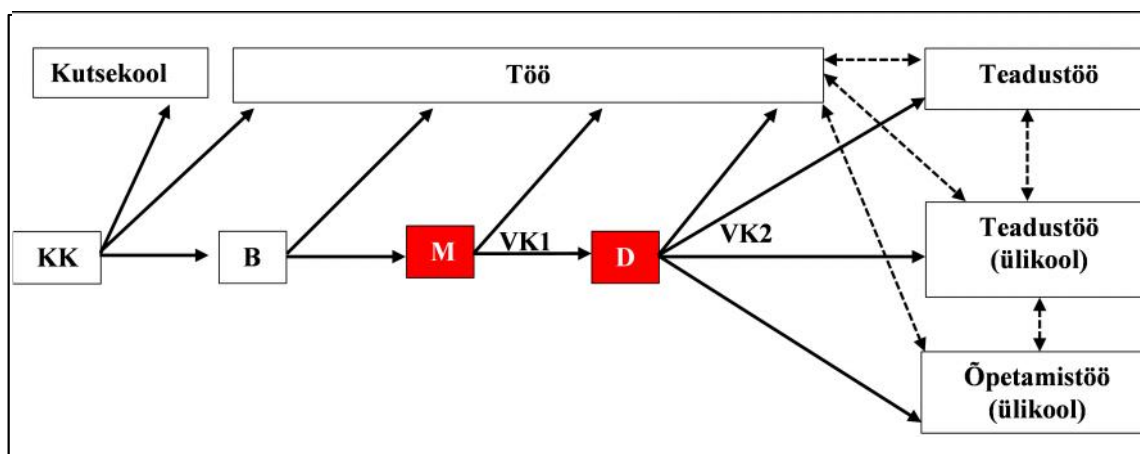 Kutsekool
Töö
Teadustöö
KK
B
M
VK1
D
VK2
Teadustöö
(ülikool)
Õpetamistöö
(ülikool)